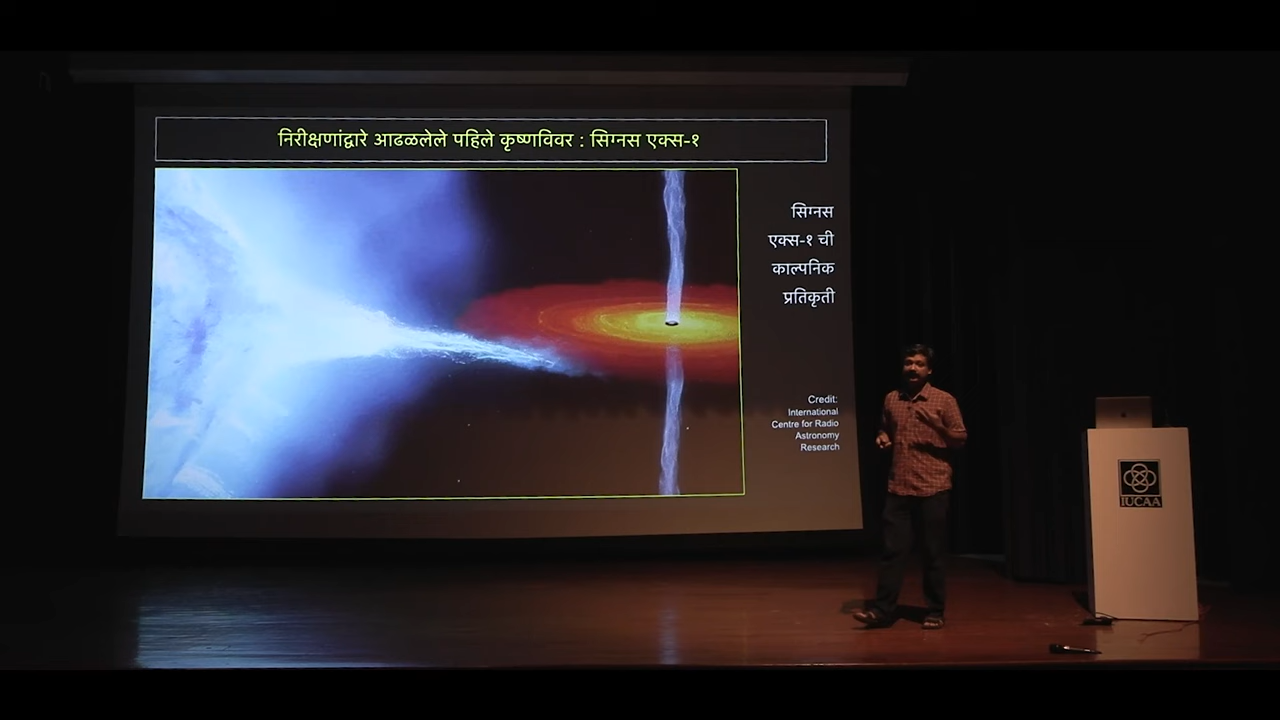 निरीक्षणांद्वारे आढळलेले पहिले कृष्णविवर : सिग्नस एक्स-१
सिग्नस
एक्स-१ ची
काल्पनिक
प्रतिकृती
Credit:
International
Centre for Radio
Astronomy
Research
IUCAA